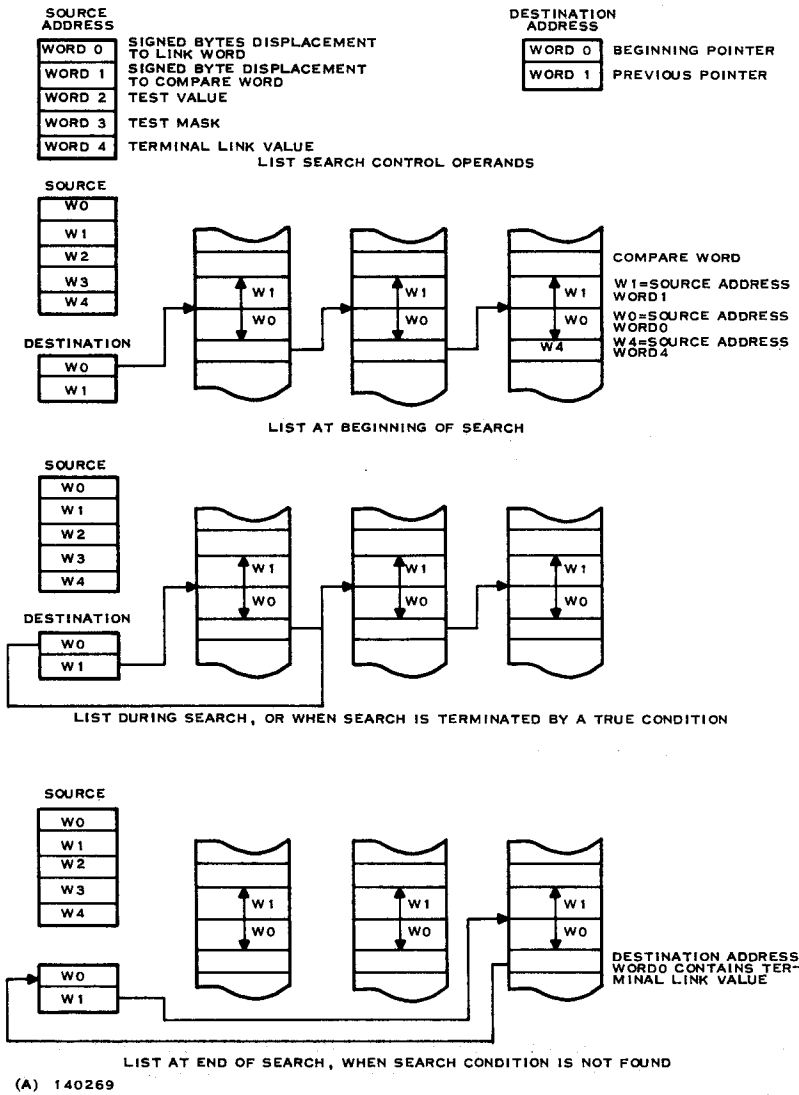 SOURCE
ADDRESS
WORD 0
SIGNED BYTES DISPLACEMENT
TO LINK WORD
WORD 1
SIGNED BYTE DISPLACEMENT
TO COMPARE WORD
WORD 2
TEST VALUE
WORD 3
TEST MASK
WORD 4
TERMINAL LINK VALUE
DESTINATION
ADDRESS
WORD 0
BEGINNING POINTER
WORD 1
PREVIOUS POINTER
LIST SEARCH CONTROL OPERANDS
SOURCE
W0
W1
W2
W3
W4
DESTINATION
W0
W1
W1
W0
W1
W0
W1
W0
W4
COMPARE WORD
W1=SOURCE ADDRESS
WORD1
W0=SOURCE ADDRESS
WORD0
W4=SOURCE ADDRESS
WORD4
LIST AT BEGINNING OF SEARCH
SOURCE
W0
W1
W2
W3
W4
DESTINATION
W0
W1
W1
W0
W1
W0
W1
W0
LIST DURING SEARCH, OR WHEN SEARCH IS TERMINATED BY A TRUE CONDITION
SOURCE
W0
W1
W2
W3
W4
W0
W1
W1
W0
W1
W0
W1
W0
DESTINATION ADDRESS
WORD0 CONTAINS TER-
MINAL LINK VALUE
LIST AT END OF SEARCH, WHEN SEARCH CONDITION IS NOT FOUND
(A) 140269